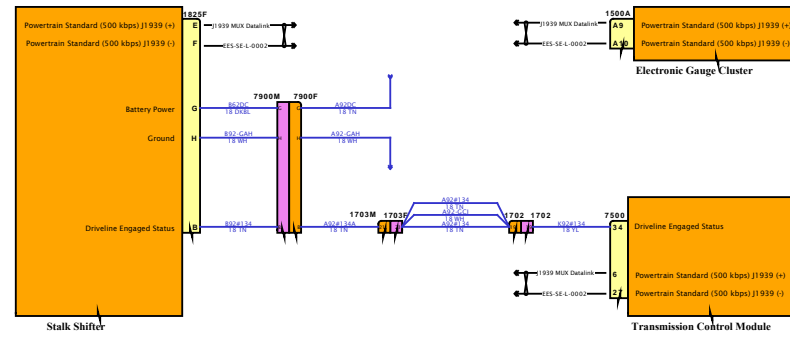 1825F
1500A
Powertrain Standard (500 kbps) J1939 (+)
E
J1939 MUX Datalink
J1939 MUX Datalink
A9
Powertrain Standard (500 kbps) J1939 (+)
Powertrain Standard (500 kbps) J1939 (-)
F
EES-SE-L-0002
EES-SE-L-0002
A10
Powertrain Standard (500 kbps) J1939 (-)
Electronic Gauge Cluster
7900M
7900F
Battery Power
G
B62DC
18 DKBL
A92DC
18 TN
Ground
H
B92-GAH
18 WH
A92-GAH
18 WH
A92#134
18 TN
A92-GCJ
18 WH
1703M
1703F
1702
1702
7500
Driveline Engaged Status
B
B92#134
18 TN
A92#134A
18 TN
A92#134
18 TN
K92#134
18 YL
34
Driveline Engaged Status
J1939 MUX Datalink
6
Powertrain Standard (500 kbps) J1939 (+)
EES-SE-L-0002
27
Powertrain Standard (500 kbps) J1939 (-)
Stalk Shifter
Transmission Control Module